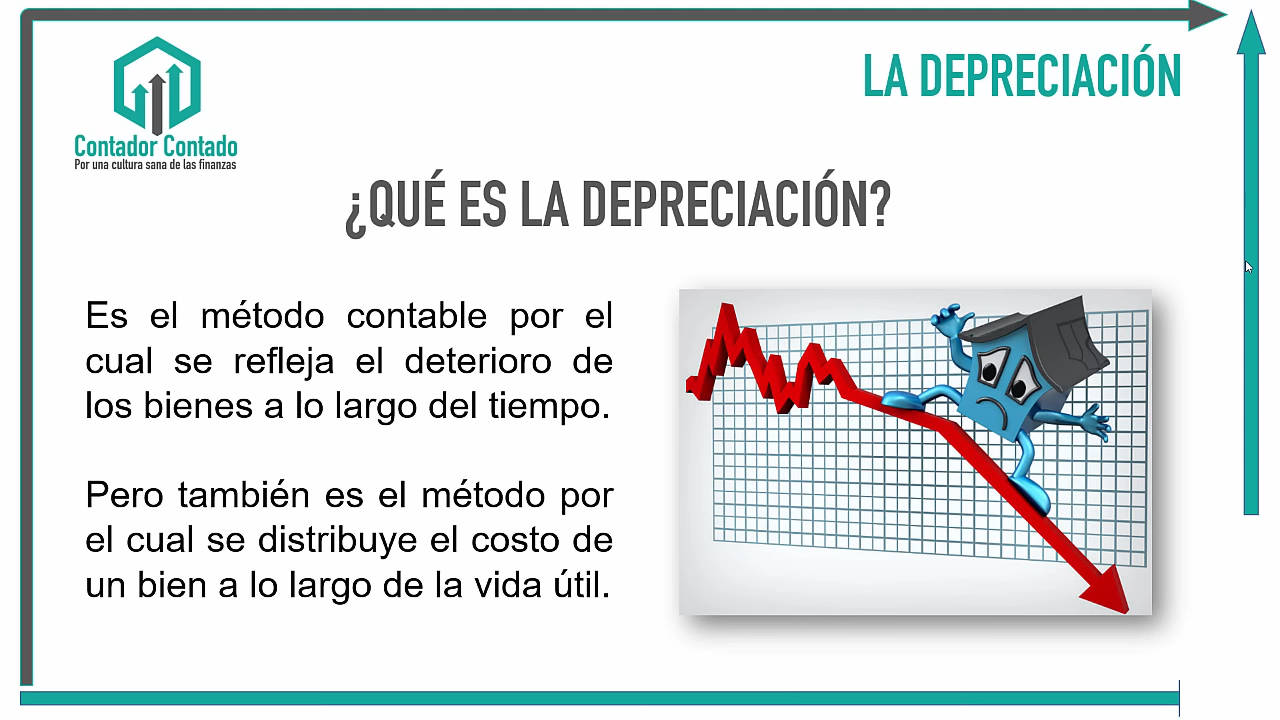 LA DEPRECIACIÓN
Contador Contado
Por una cultura sana de las finanzas
¿QUÉ ES LA DEPRECIACIÓN?
Es el método contable por el
cual se refleja el deterioro de
los bienes a lo largo del tiempo.
Pero también es el método por
el cual se distribuye el costo de
un bien a lo largo de la vida útil.